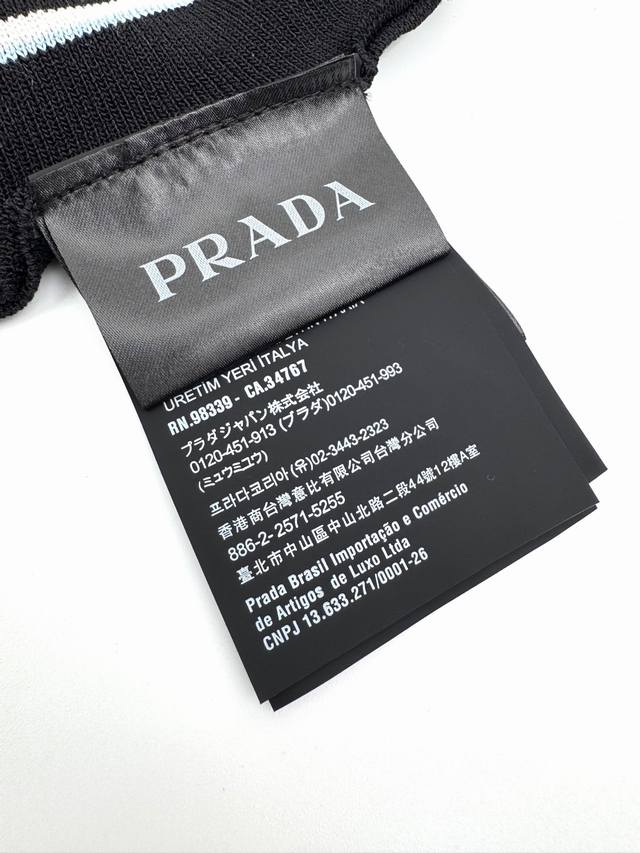 PRADA
ÜRETİM YERİ İTALYA
RN.98339 - CA.34767
プラダジャパン株式会社
0120-451-913 (プラダ)0120-451-993
(ミュウミュウ)
프라다코리아(유)02-3443-2323
香港商台灣意比有限公司台灣分公司
886-2-2571-5255
臺北市中山區中山北路二段44號12樓A室
Prada Brasil Importação e Comércio
de Artigos de Luxo Ltda
CNPJ 13.633.271/0001-26